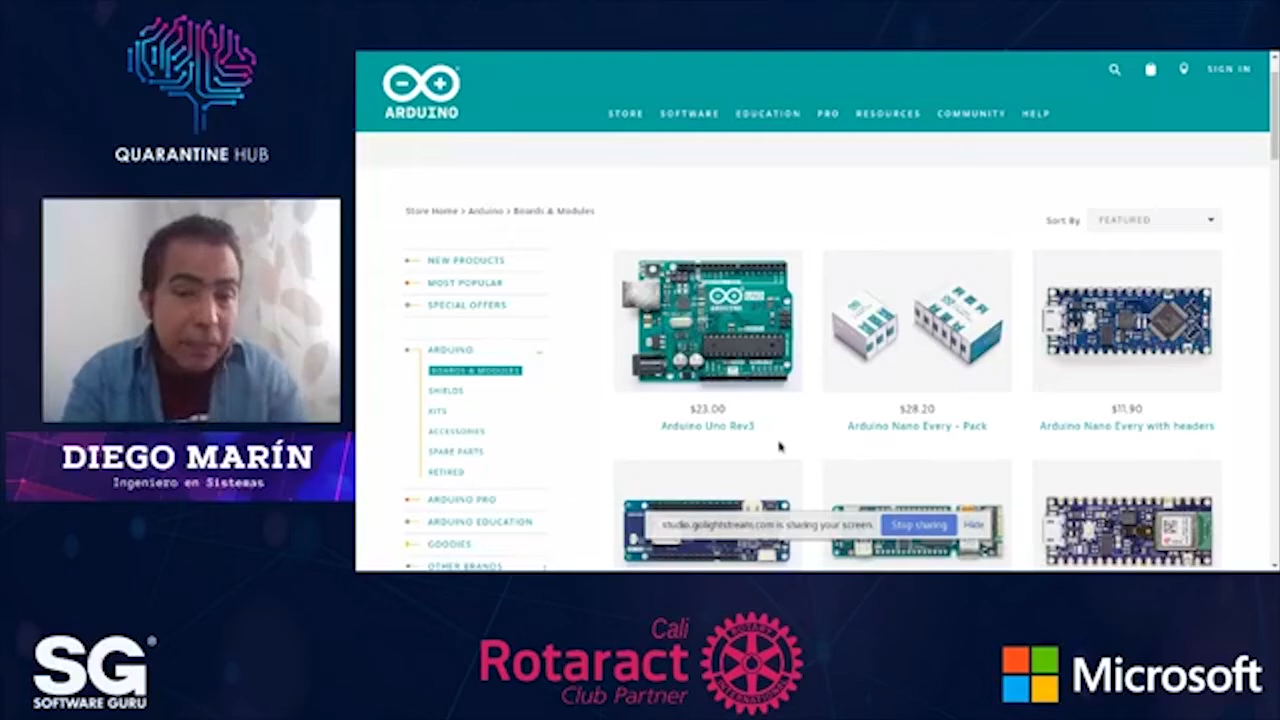 QUARANTINE HUB
DIEGO MARÍN
Ingeniero en Sistemas
ARDUINO
SIGN IN
STORE SOFTWARE EDUCATION PRO RESOURCES COMMUNITY HELP
Store Home > Arduino > Boards & Modules
Sort By FEATURED
NEW PRODUCTS
MOST POPULAR
SPECIAL OFFERS
ARDUINO
BOARDS & MODULES
SHIELDS
KITS
ACCESSORIES
SPARE PARTS
RETIRED
ARDUINO PRO
ARDUINO EDUCATION
GOODIES
OTHER BRANDS
$23.00
Arduino Uno Rev3
$28.20
Arduino Nano Every - Pack
$11.90
Arduino Nano Every with headers
studio.golightstream.com is sharing your screen. Stop sharing Hide
SG
SOFTWARE GURU
Cali
Rotaract
Club Partner
ROTARY
INTERNATIONAL
Microsoft